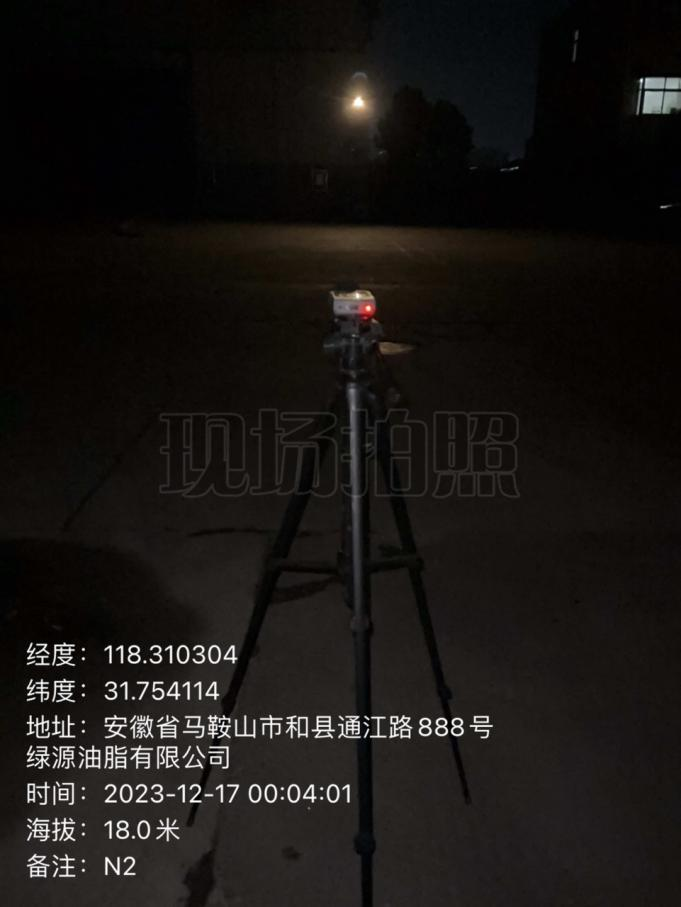 现场拍照
经度：118.310304
纬度：31.754114
地址：安徽省马鞍山市和县通江路888号
绿源油脂有限公司
时间：2023-12-17 00:04:01
海拔：18.0米
备注：N2